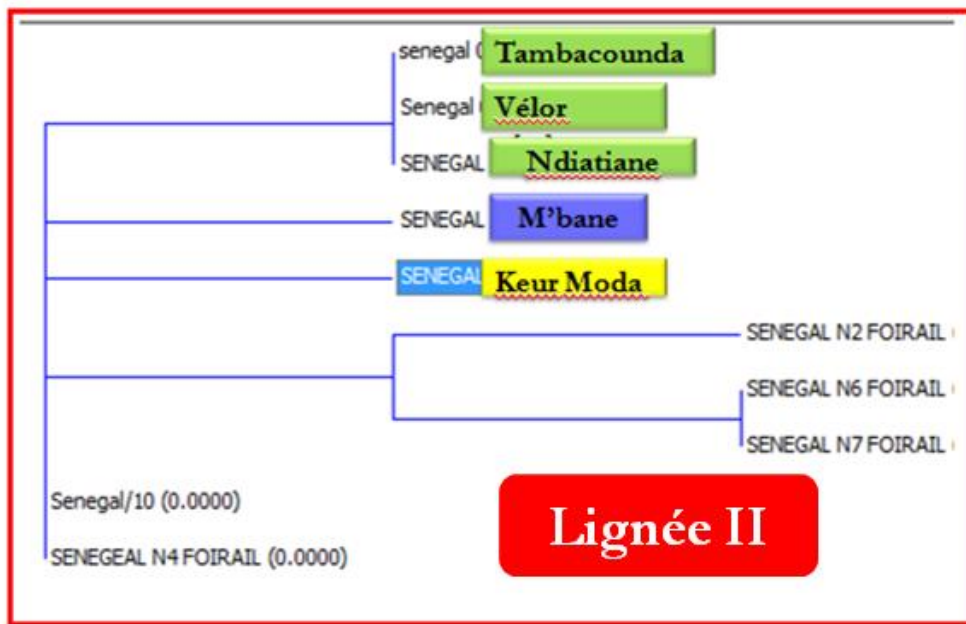 senegal Tambacounda
Senegal Vélor
SENEGAL Ndiatiane
SENEGAL M'bane
SENEGAL Keur Moda
SENEGAL N2 FOIRAIL
SENEGAL N6 FOIRAIL
SENEGAL N7 FOIRAIL
Senegal/10 (0.0000)
SENEGEAL N4 FOIRAIL (0.0000)
Lignée II